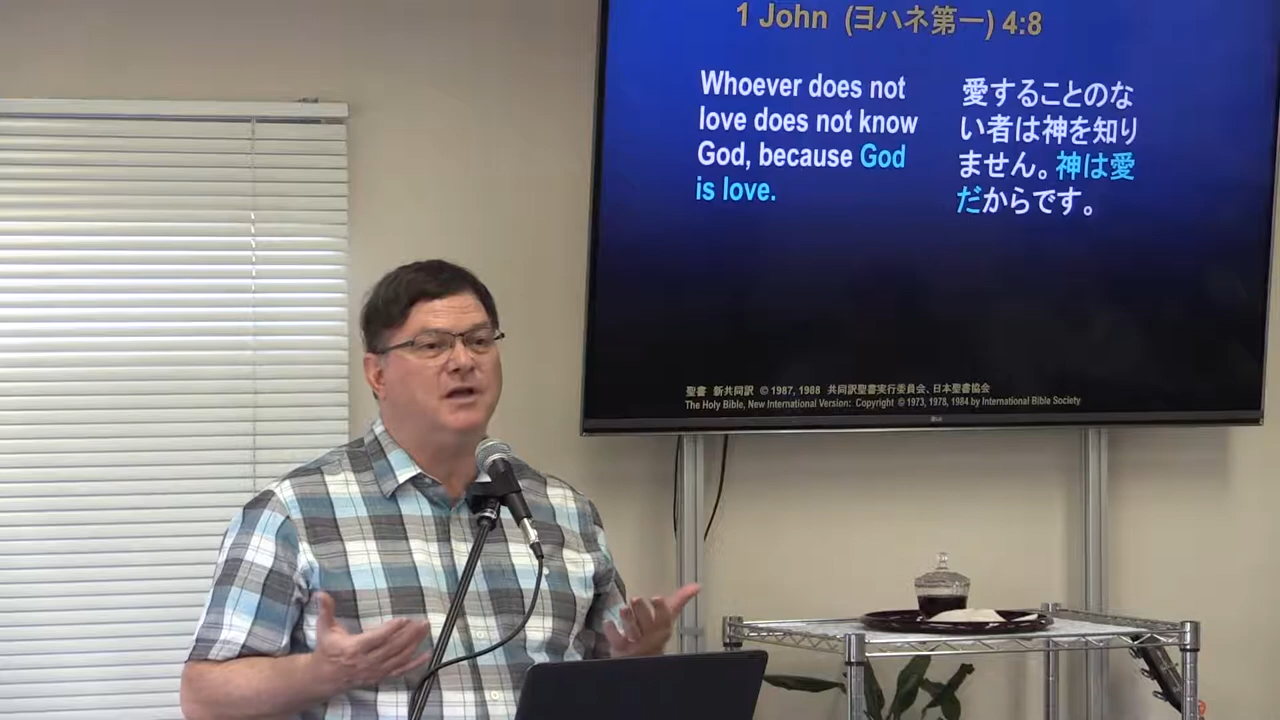 1 John (ヨハネ第一) 4:8
Whoever does not
love does not know
God, because God
is love.
愛することのな
い者は神を知り
ません。神は愛
だからです。
聖書 新共同訳 © 1987, 1988 共同訳聖書実行委員会、日本聖書協会
The Holy Bible, New International Version: Copyright © 1973, 1978, 1984 by International Bible Society
LG